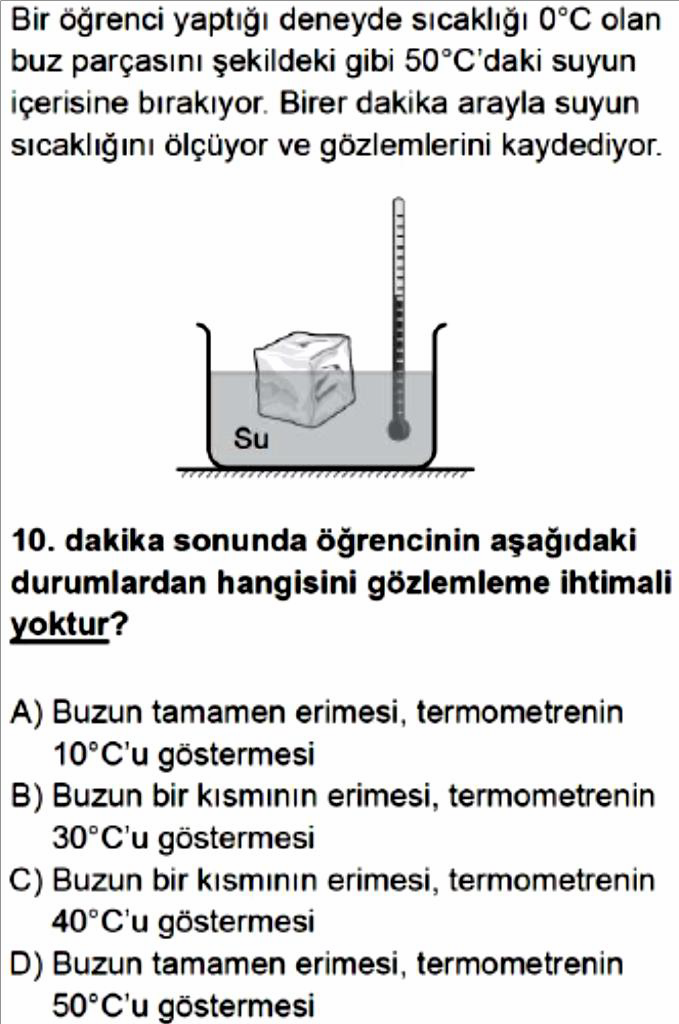 Bir öğrenci yaptığı deneyde sıcaklığı 0°C olan
buz parçasını şekildeki gibi 50°C'daki suyun
içerisine bırakıyor. Birer dakika arayla suyun
sıcaklığını ölçüyor ve gözlemlerini kaydediyor.
Su
10. dakika sonunda öğrencinin aşağıdaki
durumlardan hangisini gözlemleme ihtimali
yoktur?
A) Buzun tamamen erimesi, termometrenin
10°C'u göstermesi
B) Buzun bir kısmının erimesi, termometrenin
30°C'u göstermesi
C) Buzun bir kısmının erimesi, termometrenin
40°C'u göstermesi
D) Buzun tamamen erimesi, termometrenin
50°C'u göstermesi